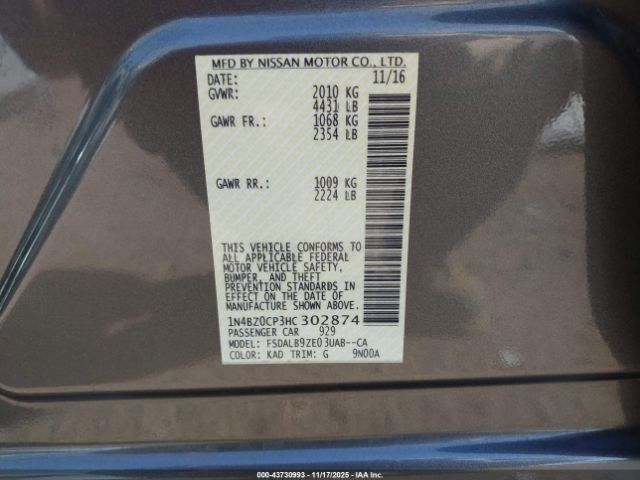 MFD BY NISSAN MOTOR CO., LTD.
DATE: 11/16
GVWR: 2010 KG
4431 LB
GAWR FR.: 1068 KG
2354 LB
GAWR RR.: 1009 KG
2224 LB
THIS VEHICLE CONFORMS TO
ALL APPLICABLE FEDERAL
MOTOR VEHICLE SAFETY,
BUMPER, AND THEFT
PREVENTION STANDARDS IN
EFFECT ON THE DATE OF
MANUFACTURE SHOWN ABOVE.
1N4BZ0CP3HC302874
PASSENGER CAR 929
MODEL: FSDALB9ZE03UAB--CA
COLOR: KAD TRIM: G 9N00A
000-43730993 - 11/17/2025 - IAA Inc.